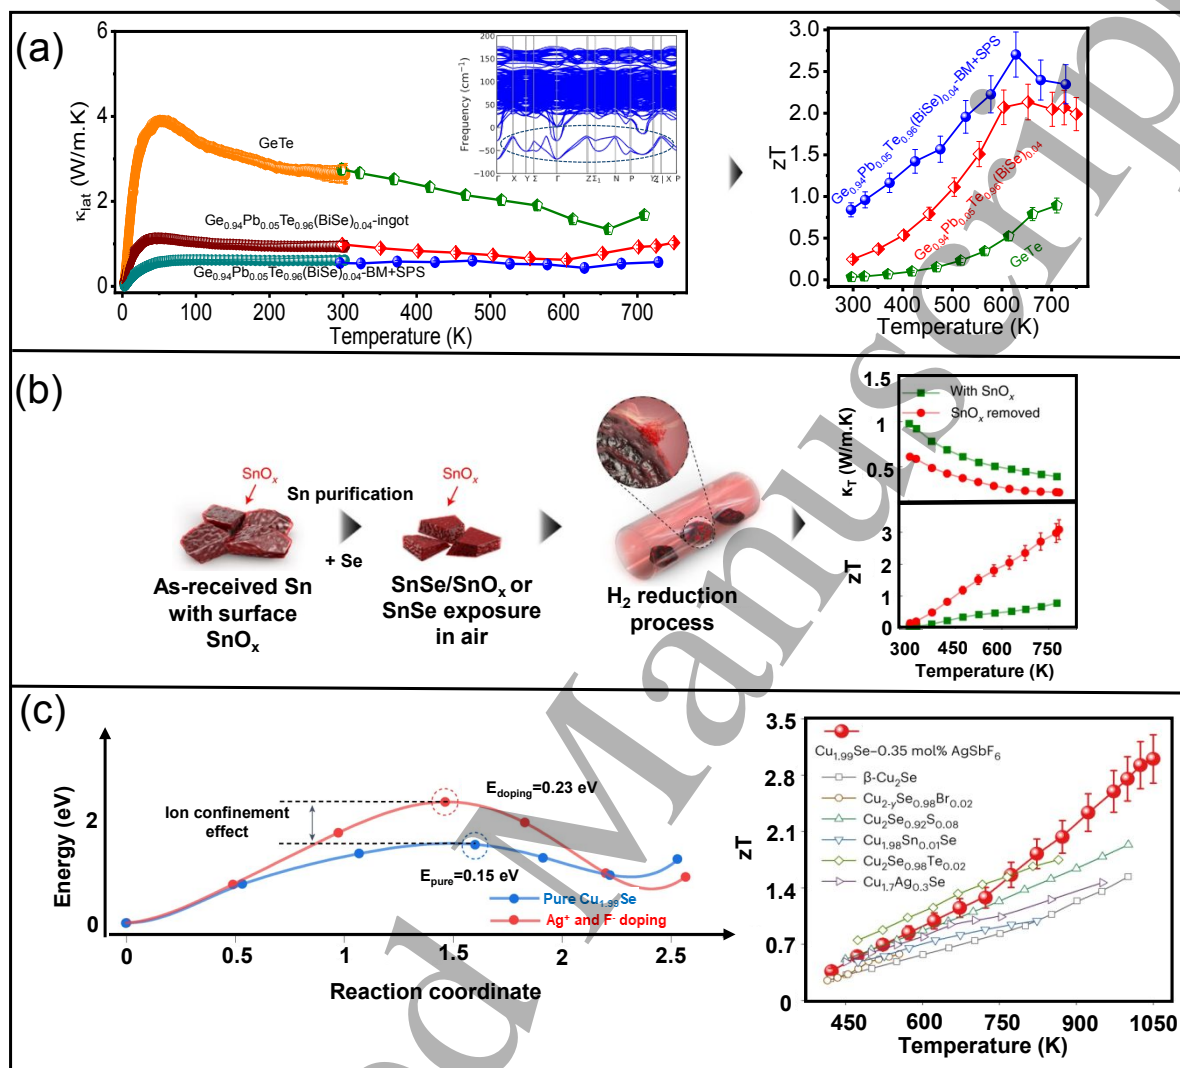 (a)
6
4
2
0
κlat (W/m.K)
GeTe
Ge0.94Pb0.05Te0.96(BiSe)0.04-ingot
Ge0.94Pb0.05Te0.96(BiSe)0.04-BM+SPS
0 100 200 300 400 500 600 700
Temperature (K)
200
150
100
50
0
−50
−100
Frequency (cm⁻¹)
Γ X Y Σ Γ Z Σ1 N P
X P
3.0
2.5
2.0
1.5
1.0
0.5
0.0
zT
Ge0.94Pb0.05Te0.96(BiSe)0.04-BM+SPS
Ge0.94Pb0.05Te0.96(BiSe)0.04
GeTe
300 400 500 600 700
Temperature (K)
(b)
SnOx
As-received Sn
with surface
SnOx
Sn purification
+ Se
SnOx
SnSe/SnOx or
SnSe exposure
in air
H2 reduction
process
1.5
1
0.5
κT (W/m.K)
With SnOx
SnOx removed
3
2
1
0
zT
300 450 600 750
Temperature (K)
(c)
Energy (eV)
2
0
Ion confinement
effect
Edoping=0.23 eV
Epure=0.15 eV
Pure Cu1.99Se
Ag⁺ and F⁻ doping
0 0.5 1 1.5 2 2.5
Reaction coordinate
3.5
2.8
2.1
1.4
0.7
0
zT
Cu1.99Se−0.35 mol% AgSbF6
β-Cu2Se
Cu2-ySe0.98Br0.02
Cu2Se0.92S0.08
Cu1.98Sn0.01Se
Cu2Se0.98Te0.02
Cu1.7Ag0.3Se
450 600 750 900 1050
Temperature (K)
d Manuscrip